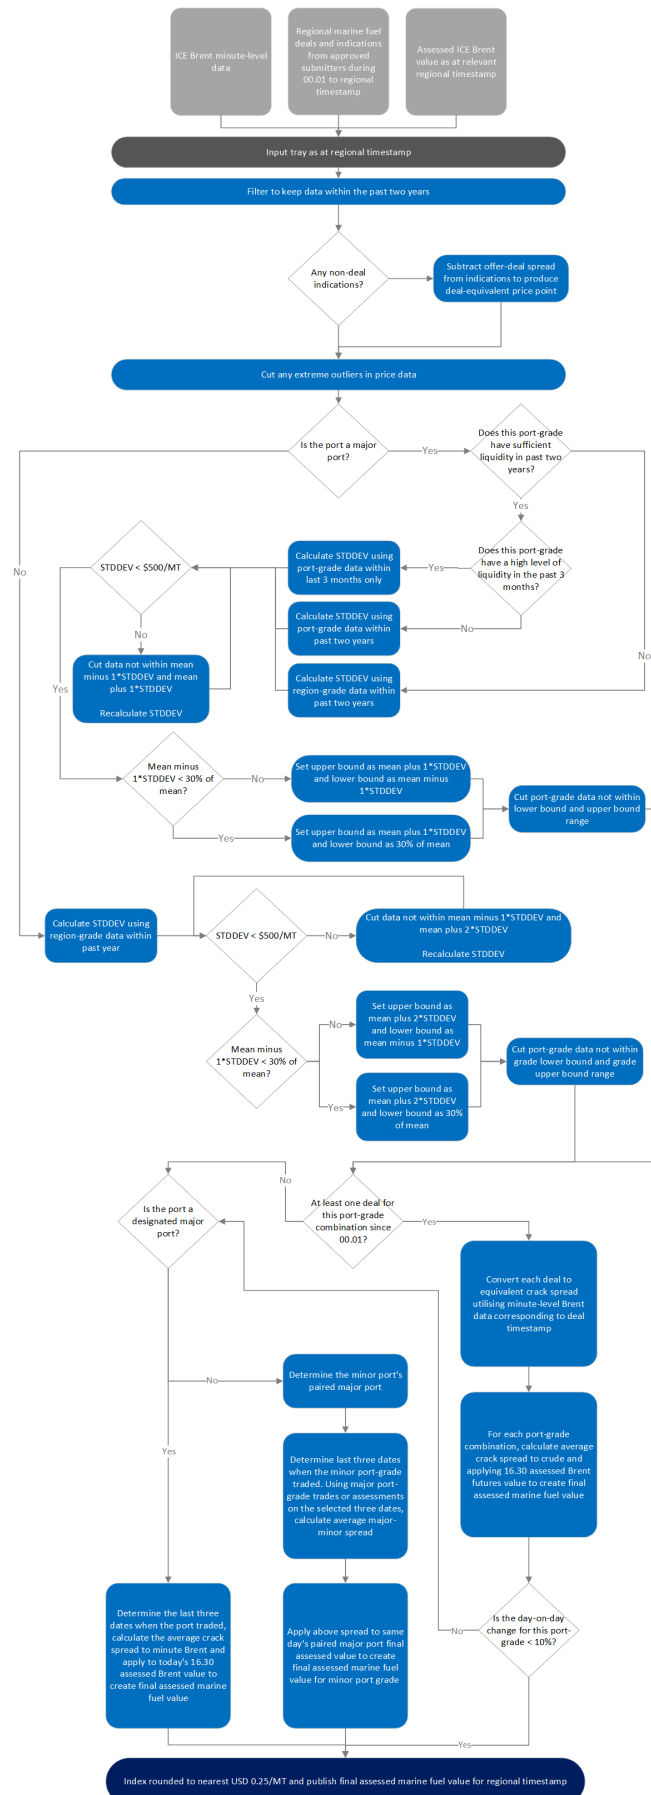 ICE Brent minute-level
data
Regional marine fuel
deals and indications
from approved
submitters during
00.01 to regional
timestamp
Assessed ICE Brent
value as at relevant
regional timestamp
Input tray as at regional timestamp
Filter to keep data within the past two years
Any non-deal
indications?
Subtract offer-deal spread
from indications to produce
deal-equivalent price point
Cut any extreme outliers in price data
Is the port a major
port?
Yes
Does this port-grade
have sufficient
liquidity in past two
years?
Yes
No
STDDEV < $500/MT
Calculate STDDEV using
port-grade data within
last 3 months only
Yes
Does this port-grade
have a high level of
liquidity in the past 3
months?
Calculate STDDEV using
port-grade data within
past two years
No
No
Cut data not within mean
minus 1*STDDEV and mean
plus 1*STDDEV
Recalculate STDDEV
Calculate STDDEV using
region-grade data within
past two years
No
Yes
Mean minus
1*STDDEV < 30% of
mean?
No
Set upper bound as mean plus 1*STDDEV
and lower bound as mean minus
1*STDDEV
Yes
Set upper bound as mean plus 1*STDDEV
and lower bound as 30% of mean
Cut port-grade data not within
lower bound and upper bound
range
Calculate STDDEV using
region-grade data within
past year
STDDEV < $500/MT
No
Cut data not within mean minus 1*STDDEV and
mean plus 2*STDDEV
Recalculate STDDEV
Yes
Mean minus
1*STDDEV < 30% of
mean?
No
Set upper bound as
mean plus 2*STDDEV
and lower bound as
mean minus 1*STDDEV
Yes
Set upper bound as
mean plus 2*STDDEV
and lower bound as 30%
of mean
Cut port-grade data not within
grade lower bound and grade
upper bound range
No
At least one deal for
this port-grade
combination since
00.01?
Yes
Is the port a
designated major
port?
Convert each deal to
equivalent crack spread
utilising minute-level Brent
data corresponding to deal
timestamp
No
Determine the minor port's
paired major port
Yes
Determine last three dates
when the minor port-grade
traded. Using major port-
grade trades or assessments
on the selected three dates,
calculate average major-
minor spread
For each port-grade
combination, calculate average
crack spread to crude and
applying 16.30 assessed Brent
futures value to create final
assessed marine fuel value
Determine the last three
dates when the port traded,
calculate the average crack
spread to minute Brent and
apply to today's 16.30
assessed Brent value to
create final assessed marine
fuel value
Apply above spread to same
day's paired major port final
assessed value to create
final assessed marine fuel
value for minor port grade
No
Is the day-on-day
change for this port-
grade < 10%?
Yes
Index rounded to nearest USD 0.25/MT and publish final assessed marine fuel value for regional timestamp